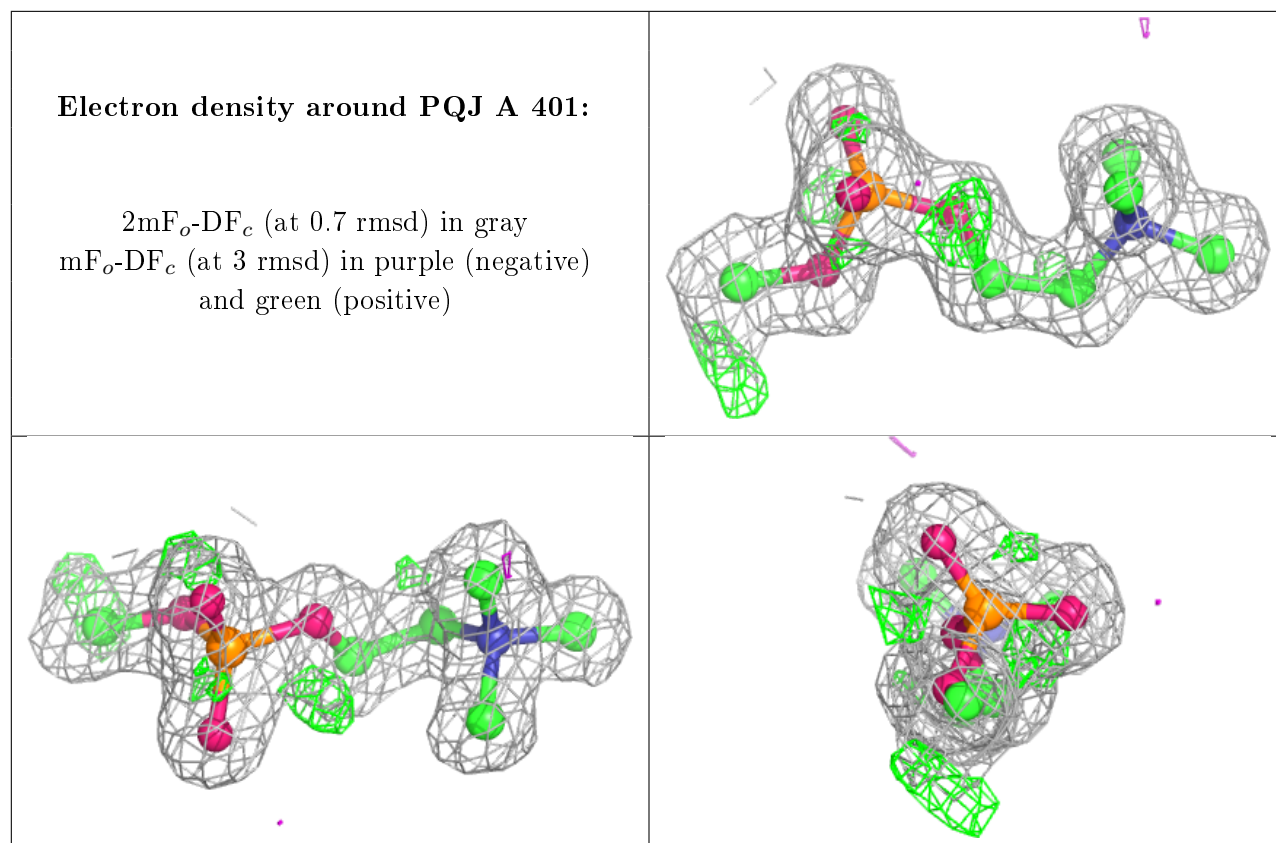 Electron density around PQJ A 401:
2mFo-DFc (at 0.7 rmsd) in gray
mFo-DFc (at 3 rmsd) in purple (negative)
and green (positive)